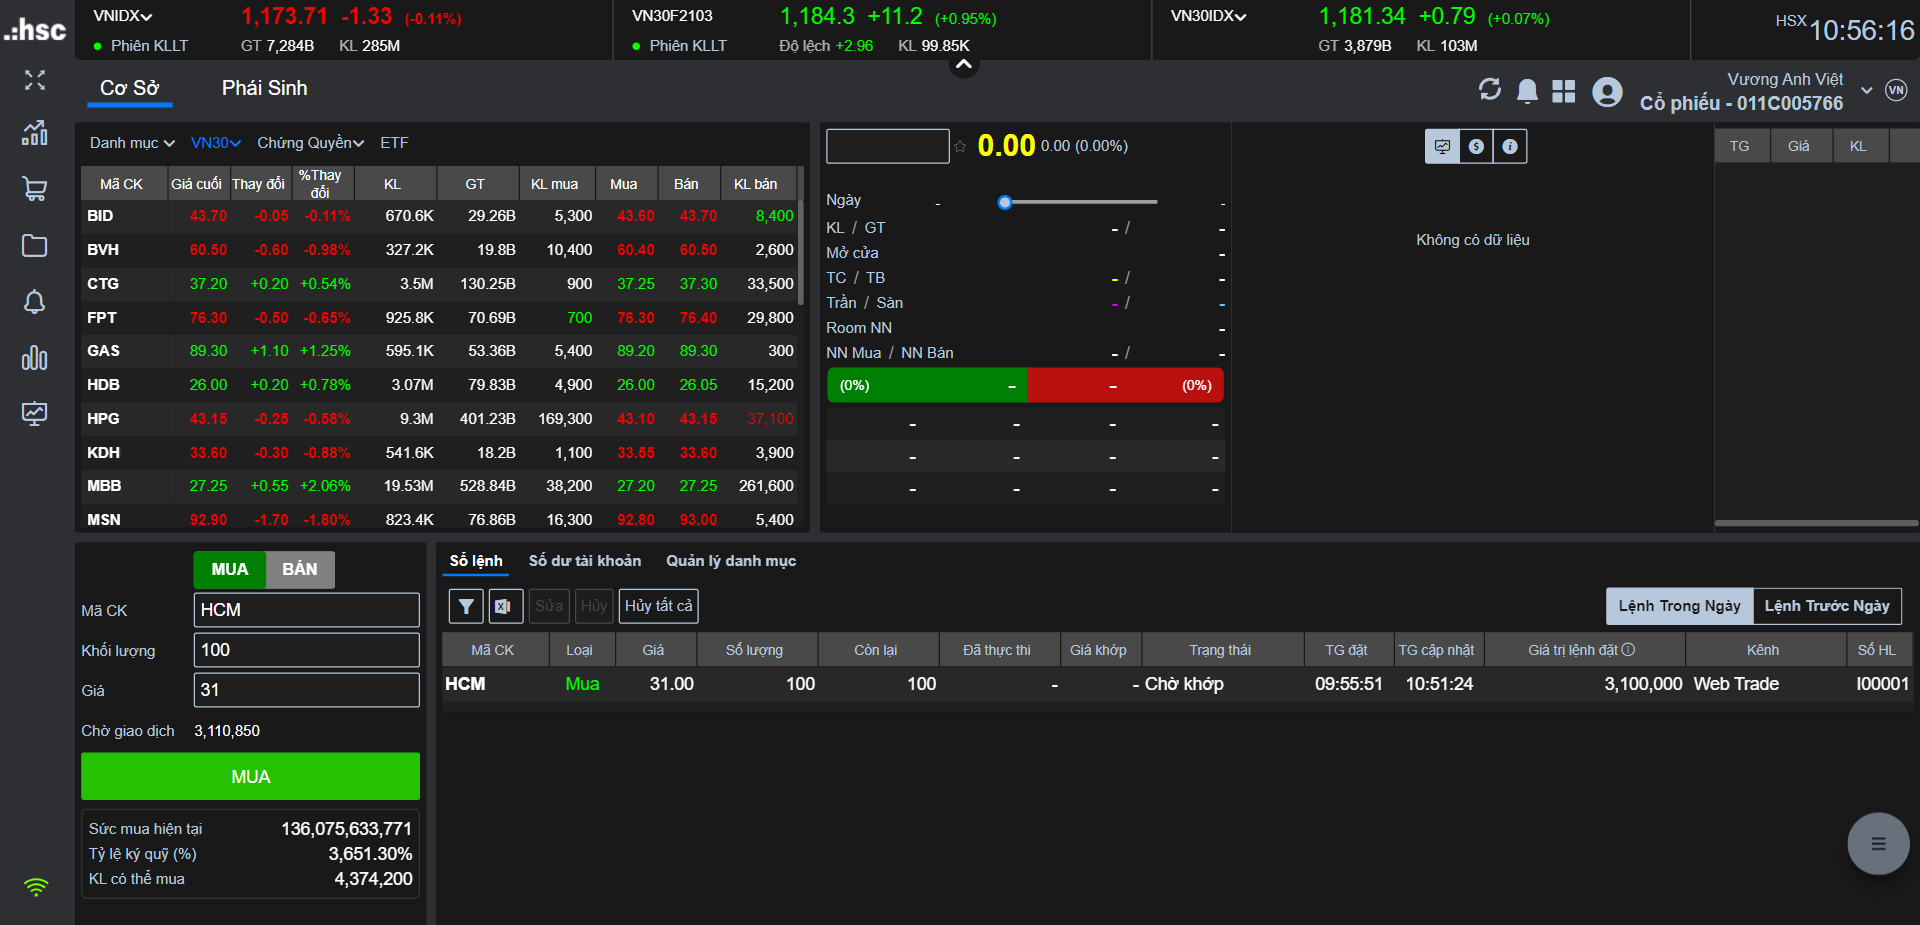 .:hsc
VNIDX 1,173.71 -1.33 (-0.11%)
Phiên KLLT GT 7,284B KL 285M
VN30F2103 1,184.3 +11.2 (+0.95%)
Phiên KLLT Độ lệch +2.96 KL 99.85K
VN30IDX 1,181.34 +0.79 (+0.07%)
GT 3,879B KL 103M
HSX 10:56:16
Cơ Sở Phái Sinh
Vương Anh Việt
Cổ phiếu - 011C005766
VN
Danh mục VN30 Chứng Quyền ETF
Mã CK Giá cuối Thay đổi %Thay đổi KL GT KL mua Mua Bán KL bán
BID 43.70 -0.05 -0.11% 670.6K 29.26B 5,300 43.60 43.70 8,400
BVH 60.50 -0.60 -0.98% 327.2K 19.8B 10,400 60.40 60.50 2,600
CTG 37.20 +0.20 +0.54% 3.5M 130.25B 900 37.25 37.30 33,500
FPT 76.30 -0.50 -0.65% 925.8K 70.69B 700 76.30 76.40 29,800
GAS 89.30 +1.10 +1.25% 595.1K 53.36B 5,400 89.20 89.30 300
HDB 26.00 +0.20 +0.78% 3.07M 79.83B 4,900 26.00 26.05 15,200
HPG 43.15 -0.25 -0.58% 9.3M 401.23B 169,300 43.10 43.15 37,100
KDH 33.60 -0.30 -0.88% 541.6K 18.2B 1,100 33.55 33.60 3,900
MBB 27.25 +0.55 +2.06% 19.53M 528.84B 38,200 27.20 27.25 261,600
MSN 92.90 -1.70 -1.80% 823.4K 76.86B 16,300 92.80 93.00 5,400
0.00 0.00 (0.00%)
Ngày - -
KL / GT - / -
Mở cửa -
TC / TB - / -
Trần / Sàn - / -
Room NN -
NN Mua / NN Bán - / -
(0%) - - (0%)
- - - -
- - - -
- - - -
Không có dữ liệu
TG Giá KL
MUA BÁN
Mã CK HCM
Khối lượng 100
Giá 31
Chờ giao dịch 3,110,850
MUA
Sức mua hiện tại 136,075,633,771
Tỷ lệ ký quỹ (%) 3,651.30%
KL có thể mua 4,374,200
Sổ lệnh Số dư tài khoản Quản lý danh mục
Sửa Hủy Hủy tất cả
Lệnh Trong Ngày Lệnh Trước Ngày
Mã CK Loại Giá Số lượng Còn lại Đã thực thi Giá khớp Trạng thái TG đặt TG cập nhật Giá trị lệnh đặt Kênh Số HL
HCM Mua 31.00 100 100 - - Chờ khớp 09:55:51 10:51:24 3,100,000 Web Trade I00001